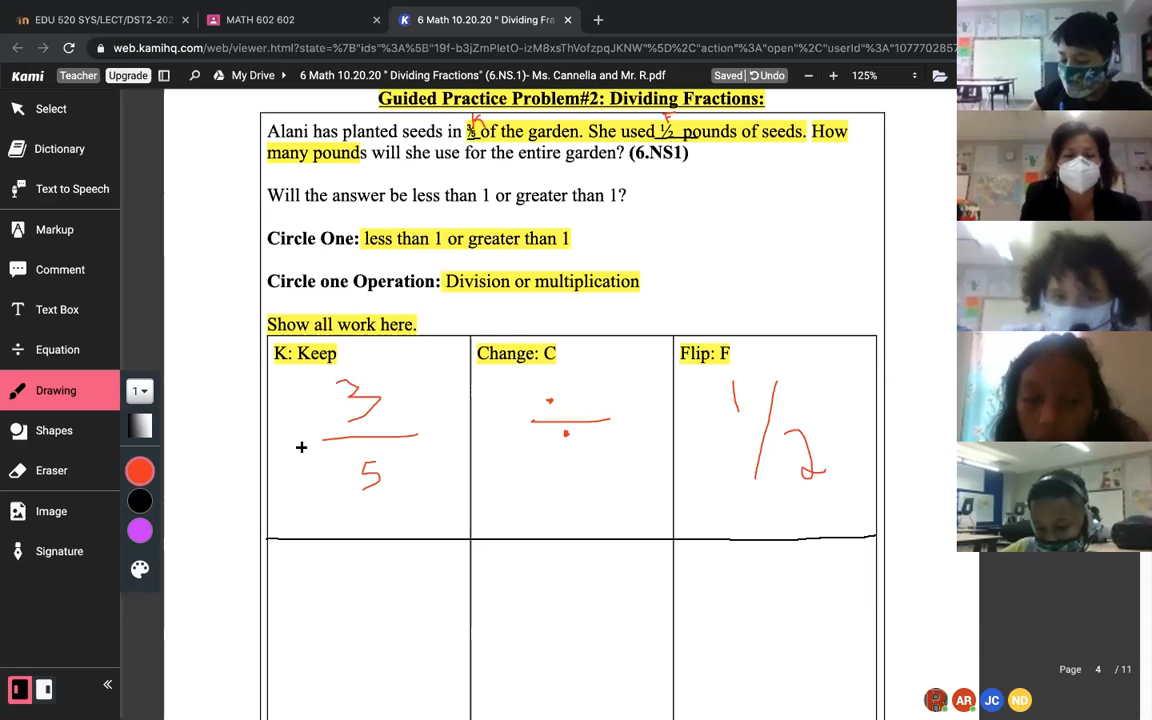 EDU 520 SYS/LECT/DST2-202 ×
MATH 602 602 ×
6 Math 10.20.20 " Dividing Fra ×
web.kamihq.com/web/viewer.html?state=%7B"ids"%3A%5B"19f-b3jZmPIetO-izM8xsThVofzpqJKNW"%5D%2C"action"%3A"open"%2C"userId"%3A"1077702857
Kami Teacher Upgrade My Drive 6 Math 10.20.20 " Dividing Fractions" (6.NS.1)- Ms. Cannella and Mr. R.pdf Saved Undo − + 125%
Select
Dictionary
Text to Speech
Markup
Comment
Text Box
Equation
Drawing
1
Shapes
Eraser
Image
Signature
Guided Practice Problem#2: Dividing Fractions:
K F
Alani has planted seeds in ⅗ of the garden. She used ½ pounds of seeds. How
many pounds will she use for the entire garden? (6.NS1)
Will the answer be less than 1 or greater than 1?
Circle One: less than 1 or greater than 1
Circle one Operation: Division or multiplication
Show all work here.
K: Keep Change: C Flip: F
3/5 ÷ 1/2
Page 4 / 11
AR JC ND